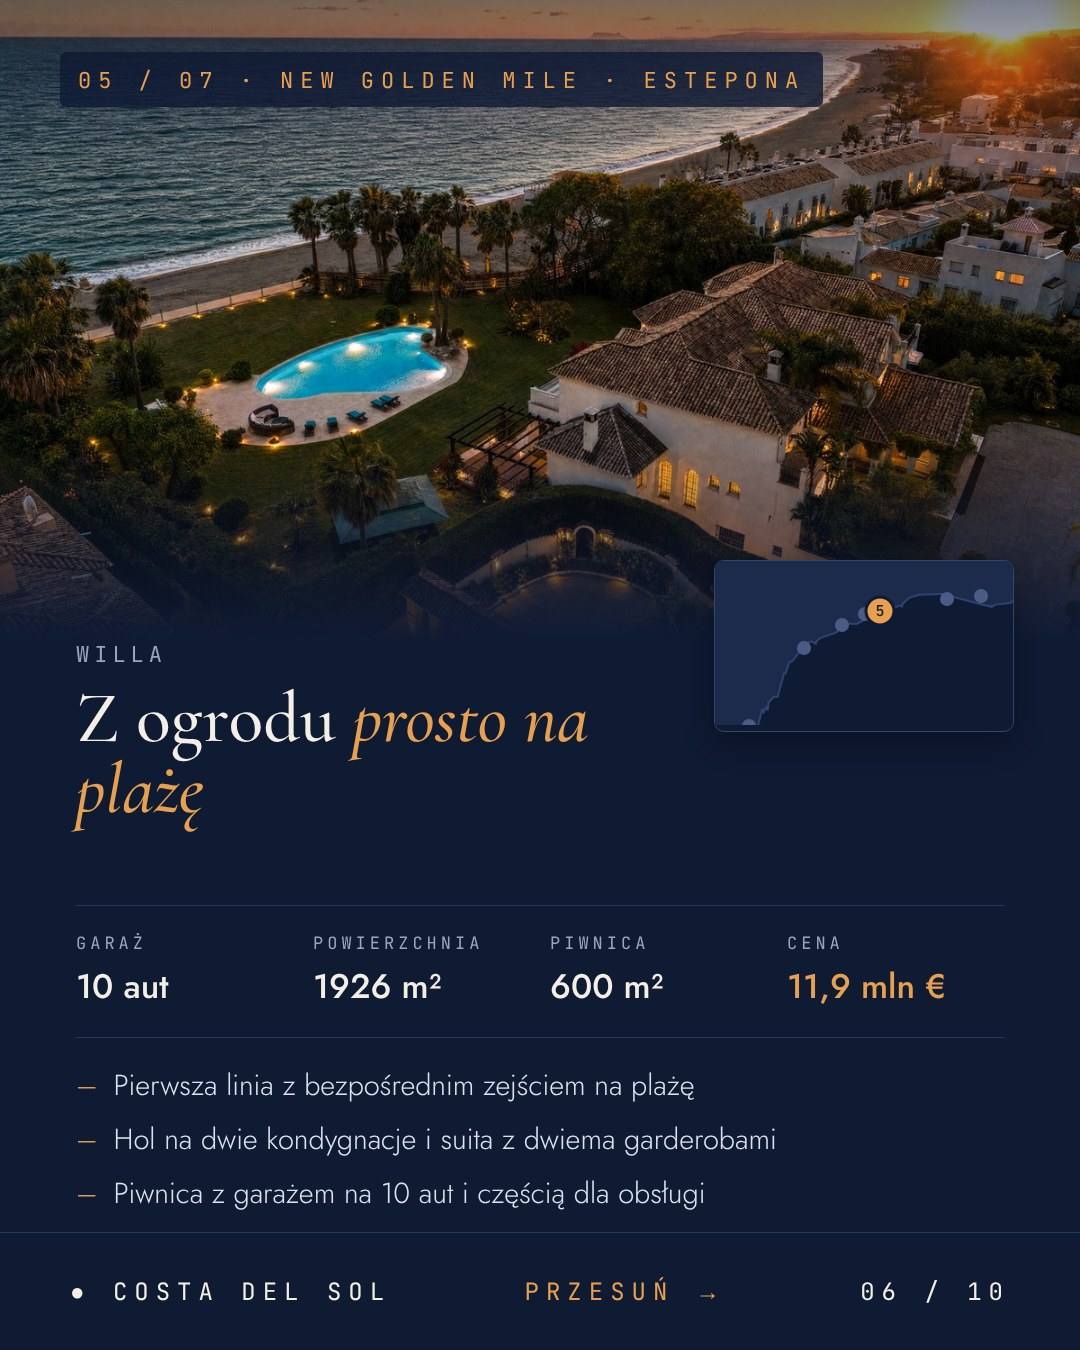 05 / 07 · NEW GOLDEN MILE · ESTEPONA
5
WILLA
Z ogrodu prosto na
plażę
GARAŻ POWIERZCHNIA PIWNICA CENA
10 aut 1926 m² 600 m² 11,9 mln €
— Pierwsza linia z bezpośrednim zejściem na plażę
— Hol na dwie kondygnacje i suita z dwiema garderobami
— Piwnica z garażem na 10 aut i częścią dla obsługi
• COSTA DEL SOL PRZESUŃ → 06 / 10